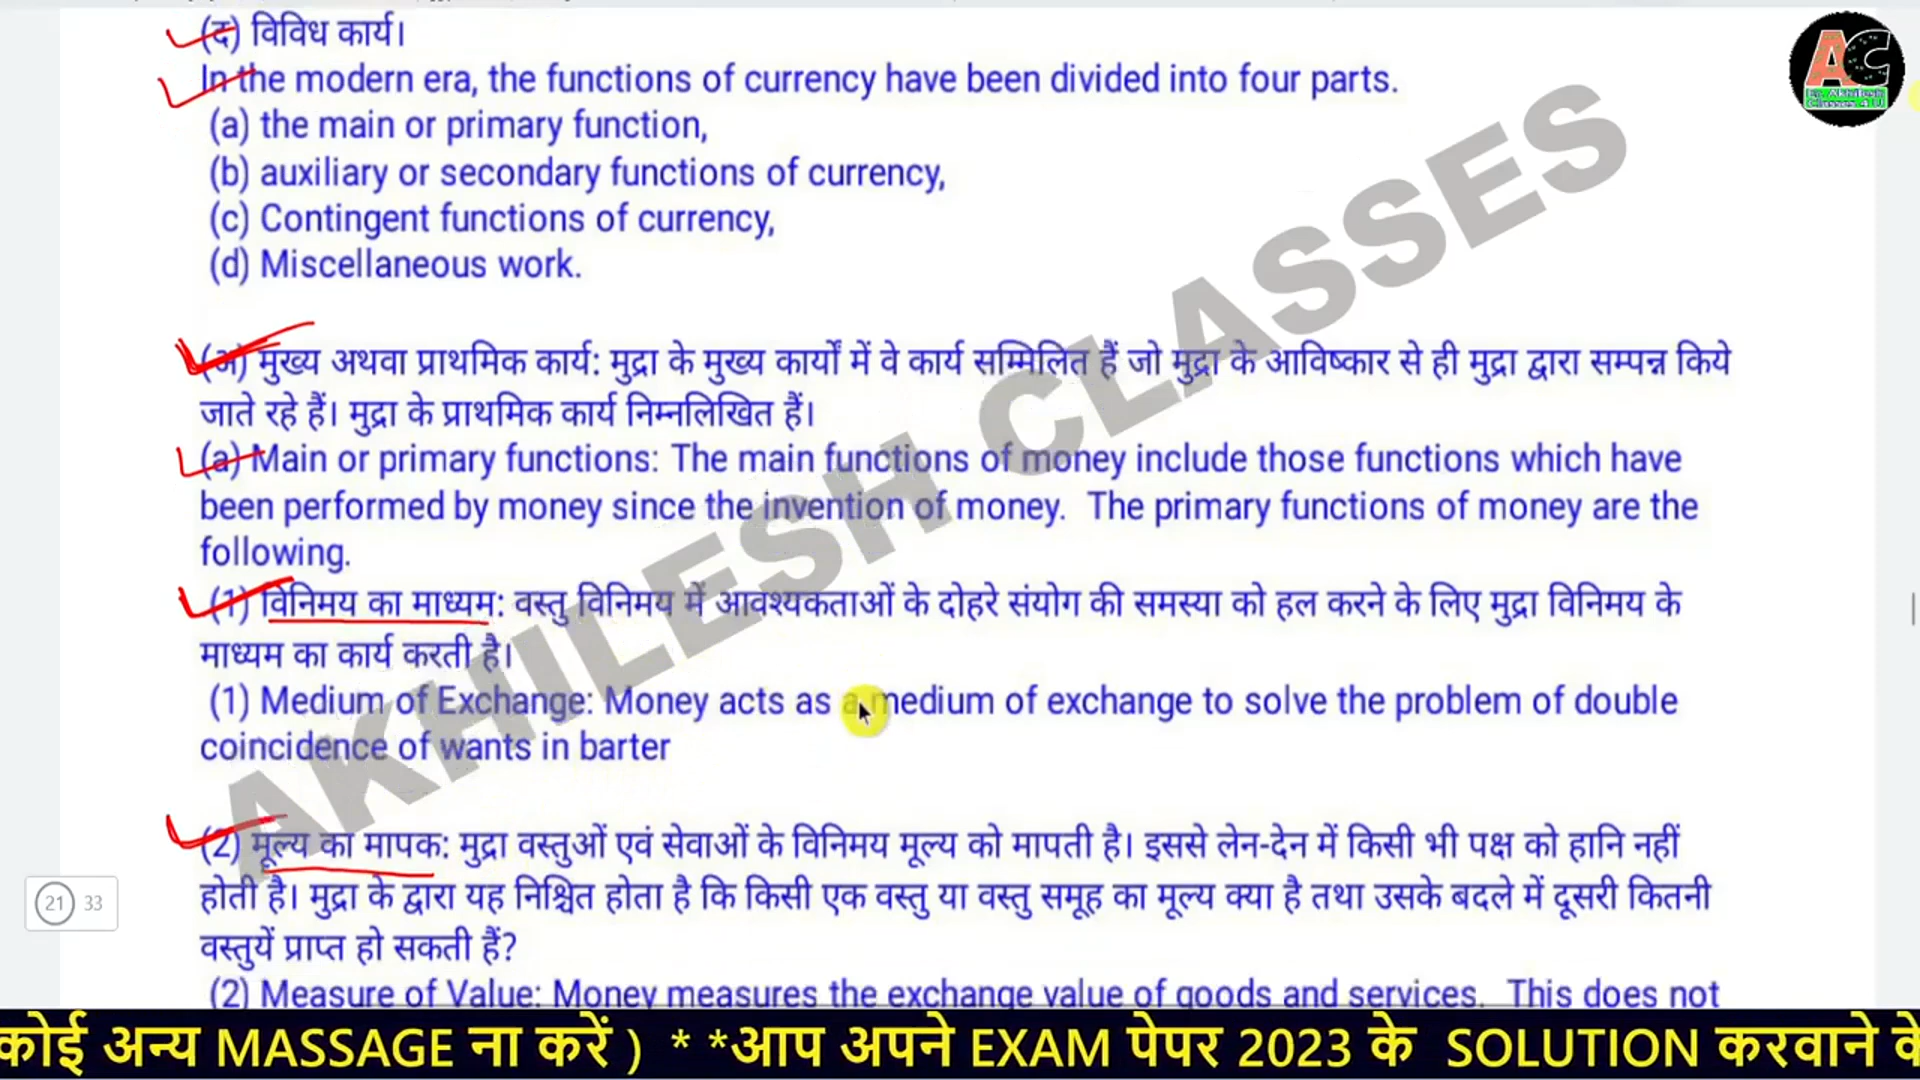 (द) विविध कार्य।
In the modern era, the functions of currency have been divided into four parts.
(a) the main or primary function,
(b) auxiliary or secondary functions of currency,
(c) Contingent functions of currency,
(d) Miscellaneous work.
(अ) मुख्य अथवा प्राथमिक कार्य: मुद्रा के मुख्य कार्यों में वे कार्य सम्मिलित हैं जो मुद्रा के आविष्कार से ही मुद्रा द्वारा सम्पन्न किये
जाते रहे हैं। मुद्रा के प्राथमिक कार्य निम्नलिखित हैं।
(a) Main or primary functions: The main functions of money include those functions which have
been performed by money since the invention of money. The primary functions of money are the
following.
(1) विनिमय का माध्यम: वस्तु विनिमय में आवश्यकताओं के दोहरे संयोग की समस्या को हल करने के लिए मुद्रा विनिमय के
माध्यम का कार्य करती है।
(1) Medium of Exchange: Money acts as a medium of exchange to solve the problem of double
coincidence of wants in barter
(2) मूल्य का मापक: मुद्रा वस्तुओं एवं सेवाओं के विनिमय मूल्य को मापती है। इससे लेन-देन में किसी भी पक्ष को हानि नहीं
होती है। मुद्रा के द्वारा यह निश्चित होता है कि किसी एक वस्तु या वस्तु समूह का मूल्य क्या है तथा उसके बदले में दूसरी कितनी
वस्तुयें प्राप्त हो सकती हैं?
(2) Measure of Value: Money measures the exchange value of goods and services. This does not
AKHILESH CLASSES
AC
Er. Akhilesh
Classes 4 U
21 33
कोई अन्य MASSAGE ना करें ) * *आप अपने EXAM पेपर 2023 के SOLUTION करवाने के